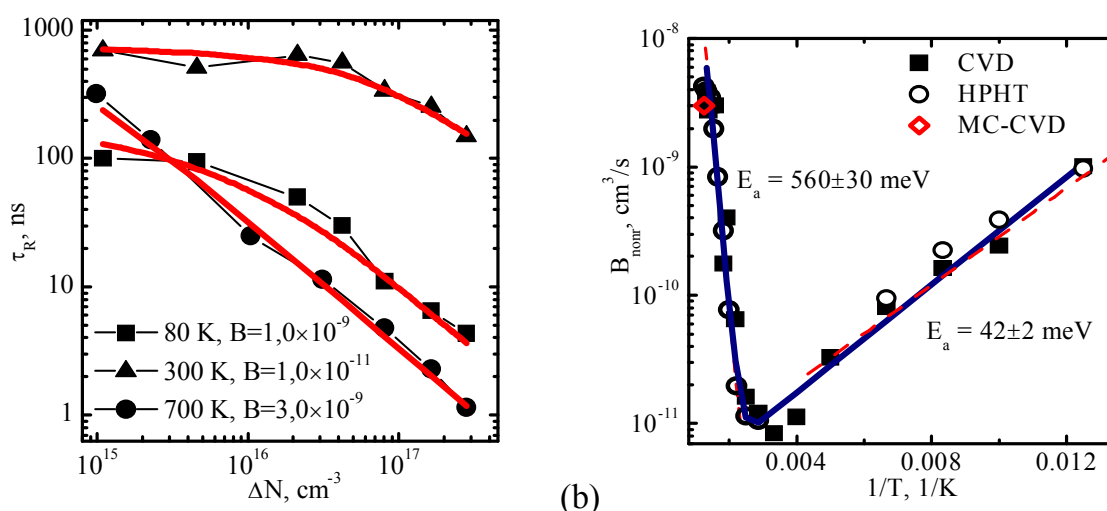 1000
100
10
1
τR, ns
80 K, B=1,0×10^-9
300 K, B=1,0×10^-11
700 K, B=3,0×10^-9
10^15
10^16
10^17
ΔN, cm^-3
(b)
10^-8
10^-9
10^-10
10^-11
Bnonr, cm^3/s
CVD
HPHT
MC-CVD
Ea = 560±30 meV
Ea = 42±2 meV
0.004
0.008
0.012
1/T, 1/K